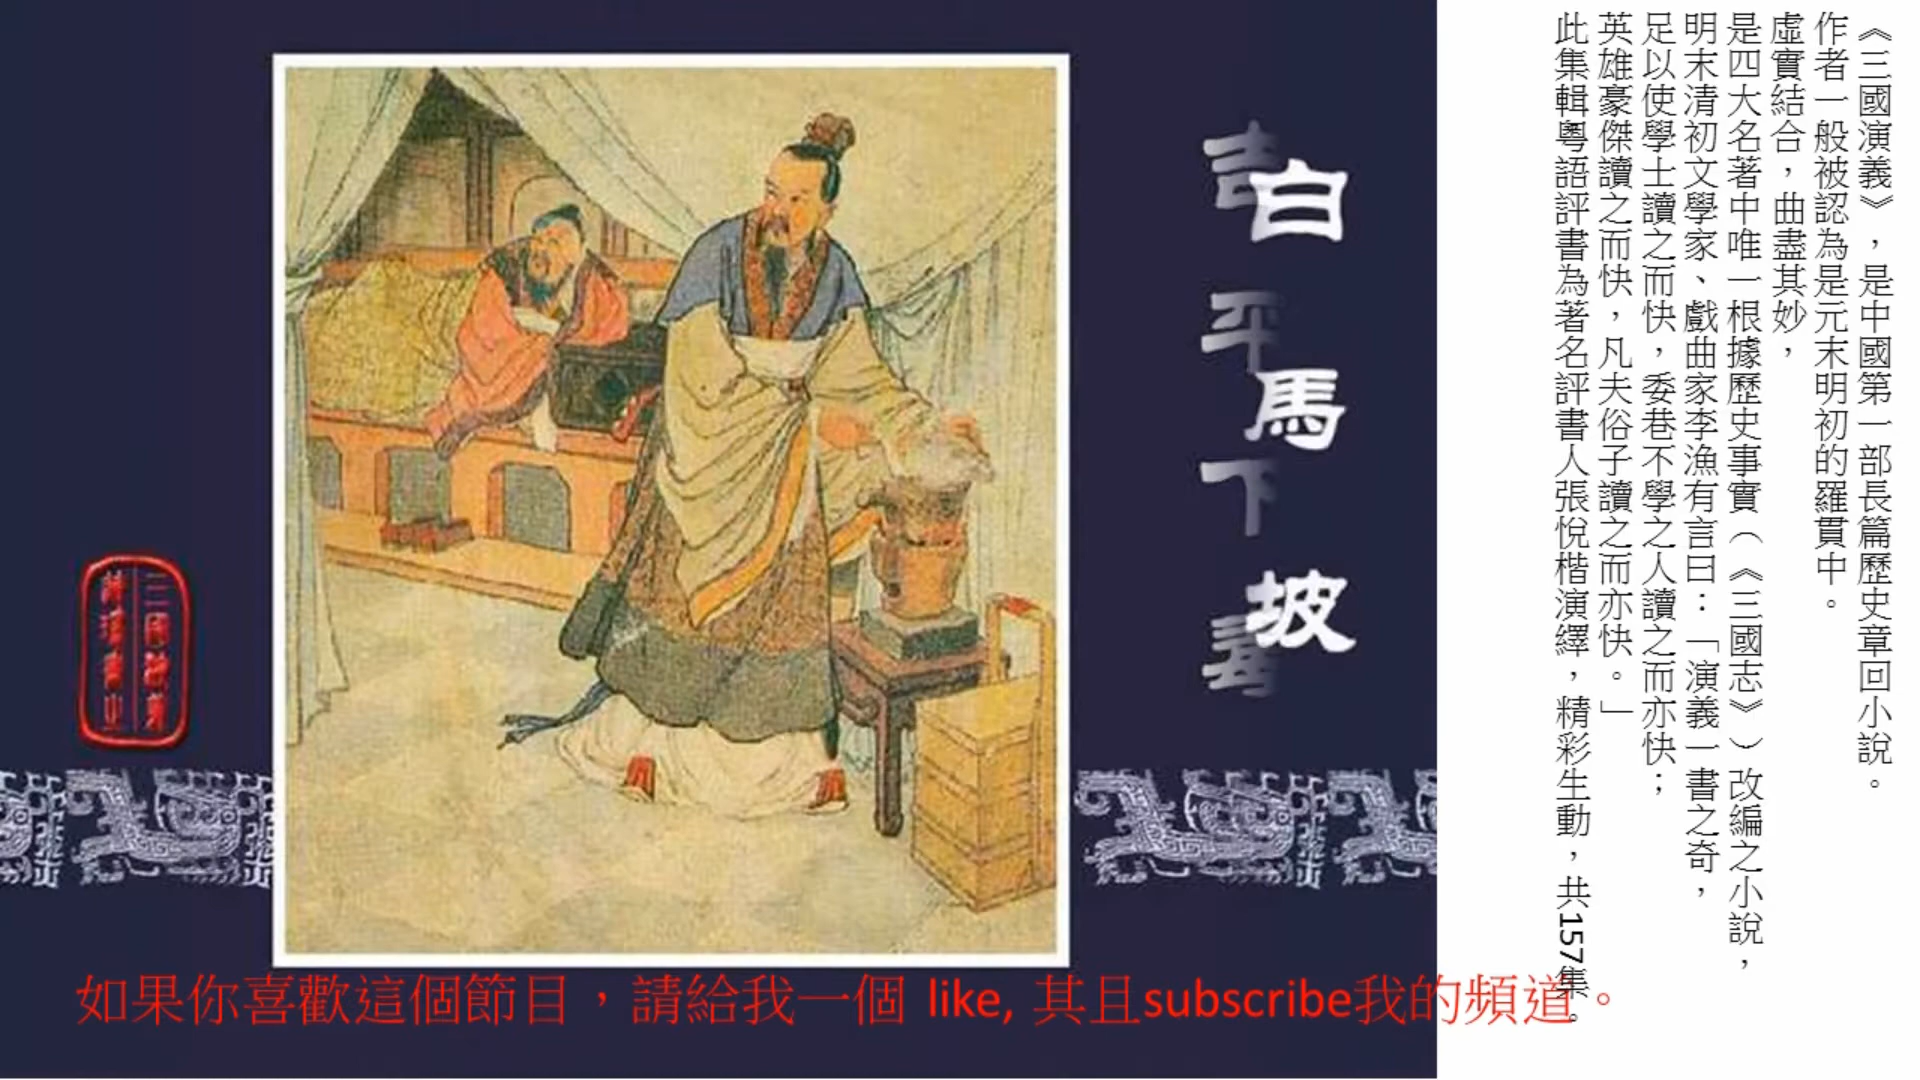 《三國演義》，是中國第一部長篇歷史章回小說。
作者一般被認為是元末明初的羅貫中。
虛實結合，曲盡其妙，
是四大名著中唯一根據歷史事實（《三國志》）改編之小說，
明末清初文學家、戲曲家李漁有言曰：「演義一書之奇，
足以使學士讀之而快，委巷不學之人讀之而亦快；
英雄豪傑讀之而快，凡夫俗子讀之而亦快。」
此集輯粵語評書為著名評書人張悅楷演繹，精彩生動，共157集。
白馬坡
吉平下毒
如果你喜歡這個節目，請給我一個 like, 其且subscribe我的頻道。